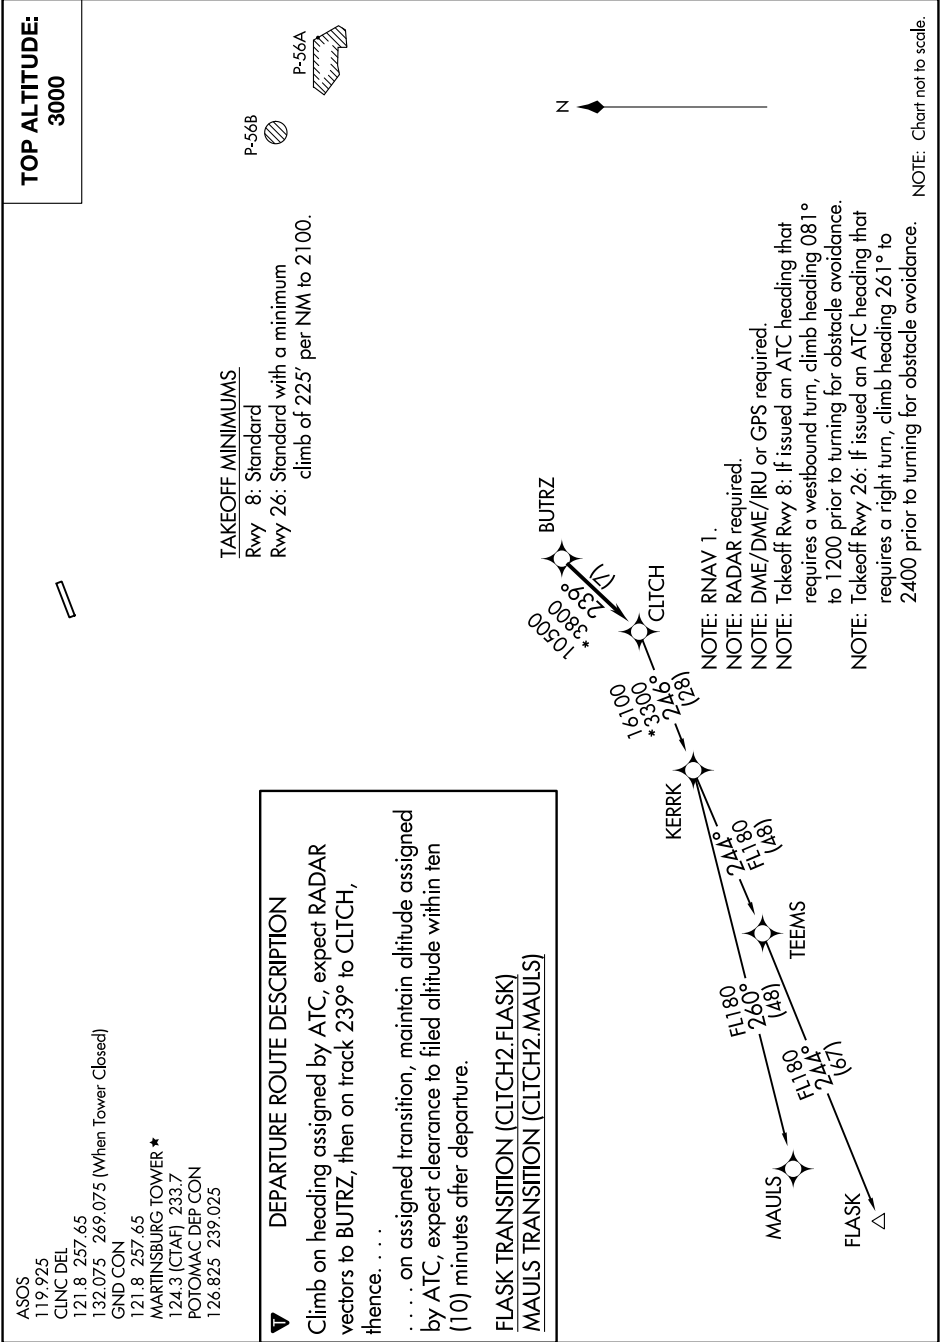 ASOS
119.925
CLNC DEL
121.8 257.65
132.075 269.075 (When Tower Closed)
GND CON
121.8 257.65
MARTINSBURG TOWER ★
124.3 (CTAF) 233.7
POTOMAC DEP CON
126.825 239.025
TOP ALTITUDE:
3000
P-56B
P-56A
TAKEOFF MINIMUMS
Rwy 8: Standard
Rwy 26: Standard with a minimum
climb of 225' per NM to 2100.
N
DEPARTURE ROUTE DESCRIPTION
Climb on heading assigned by ATC, expect RADAR
vectors to BUTRZ, then on track 239° to CLTCH,
thence. . . .
. . . . on assigned transition, maintain altitude assigned
by ATC, expect clearance to filed altitude within ten
(10) minutes after departure.
FLASK TRANSITION (CLTCH2.FLASK)
MAULS TRANSITION (CLTCH2.MAULS)
BUTRZ
10500
*3800
239°
(7)
CLTCH
16100
*3300
246°
(28)
KERRK
244°
FL180
(48)
TEEMS
FL180
260°
(48)
FL180
244°
(67)
MAULS
FLASK
NOTE: RNAV 1.
NOTE: RADAR required.
NOTE: DME/DME/IRU or GPS required.
NOTE: Takeoff Rwy 8: If issued an ATC heading that
requires a westbound turn, climb heading 081°
to 1200 prior to turning for obstacle avoidance.
NOTE: Takeoff Rwy 26: If issued an ATC heading that
requires a right turn, climb heading 261° to
2400 prior to turning for obstacle avoidance.
NOTE: Chart not to scale.